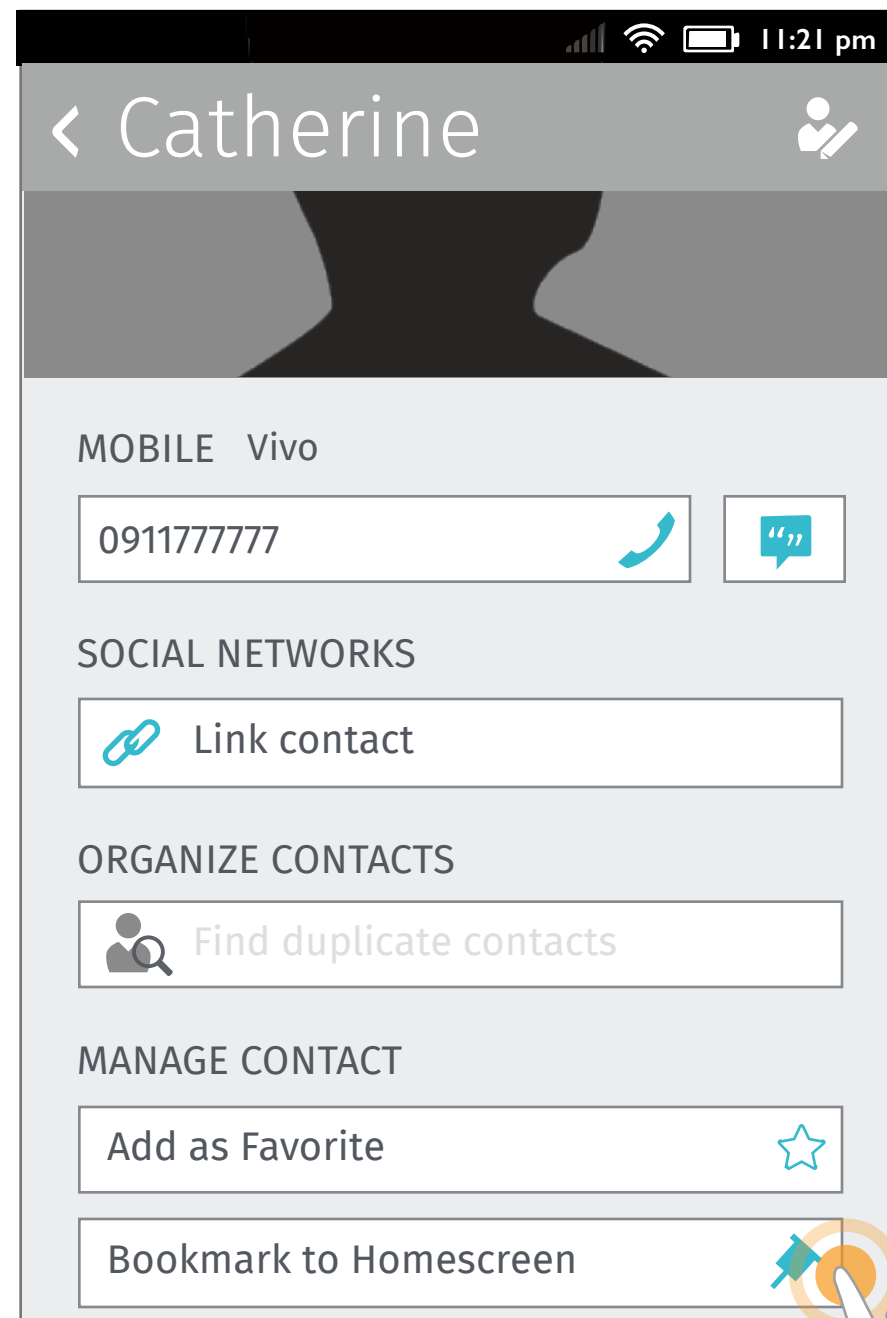 11:21 pm
Catherine
MOBILE Vivo
0911777777
“„
SOCIAL NETWORKS
Link contact
ORGANIZE CONTACTS
Find duplicate contacts
MANAGE CONTACT
Add as Favorite
Bookmark to Homescreen